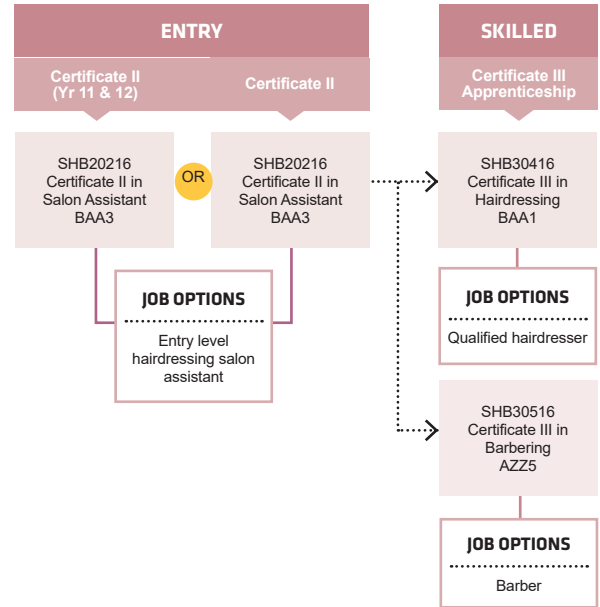 ENTRY
SKILLED
Certificate II
(Yr 11 & 12)
Certificate II
Certificate III
Apprenticeship
SHB20216
Certificate II in
Salon Assistant
BAA3
OR
SHB20216
Certificate II in
Salon Assistant
BAA3
SHB30416
Certificate III in
Hairdressing
BAA1
JOB OPTIONS
Entry level
hairdressing salon
assistant
JOB OPTIONS
Qualified hairdresser
SHB30516
Certificate III in
Barbering
AZZ5
JOB OPTIONS
Barber